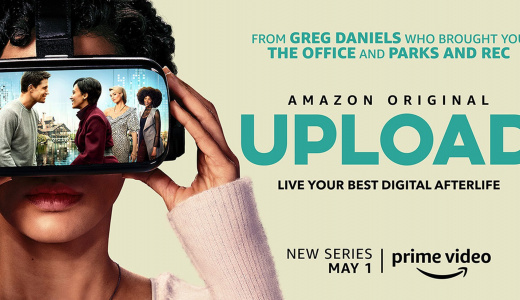 FROM GREG DANIELS WHO BROUGHT YOU
THE OFFICE AND PARKS AND REC
AMAZON ORIGINAL
UPLOAD
LIVE YOUR BEST DIGITAL AFTERLIFE
NEW SERIES
MAY 1
prime video